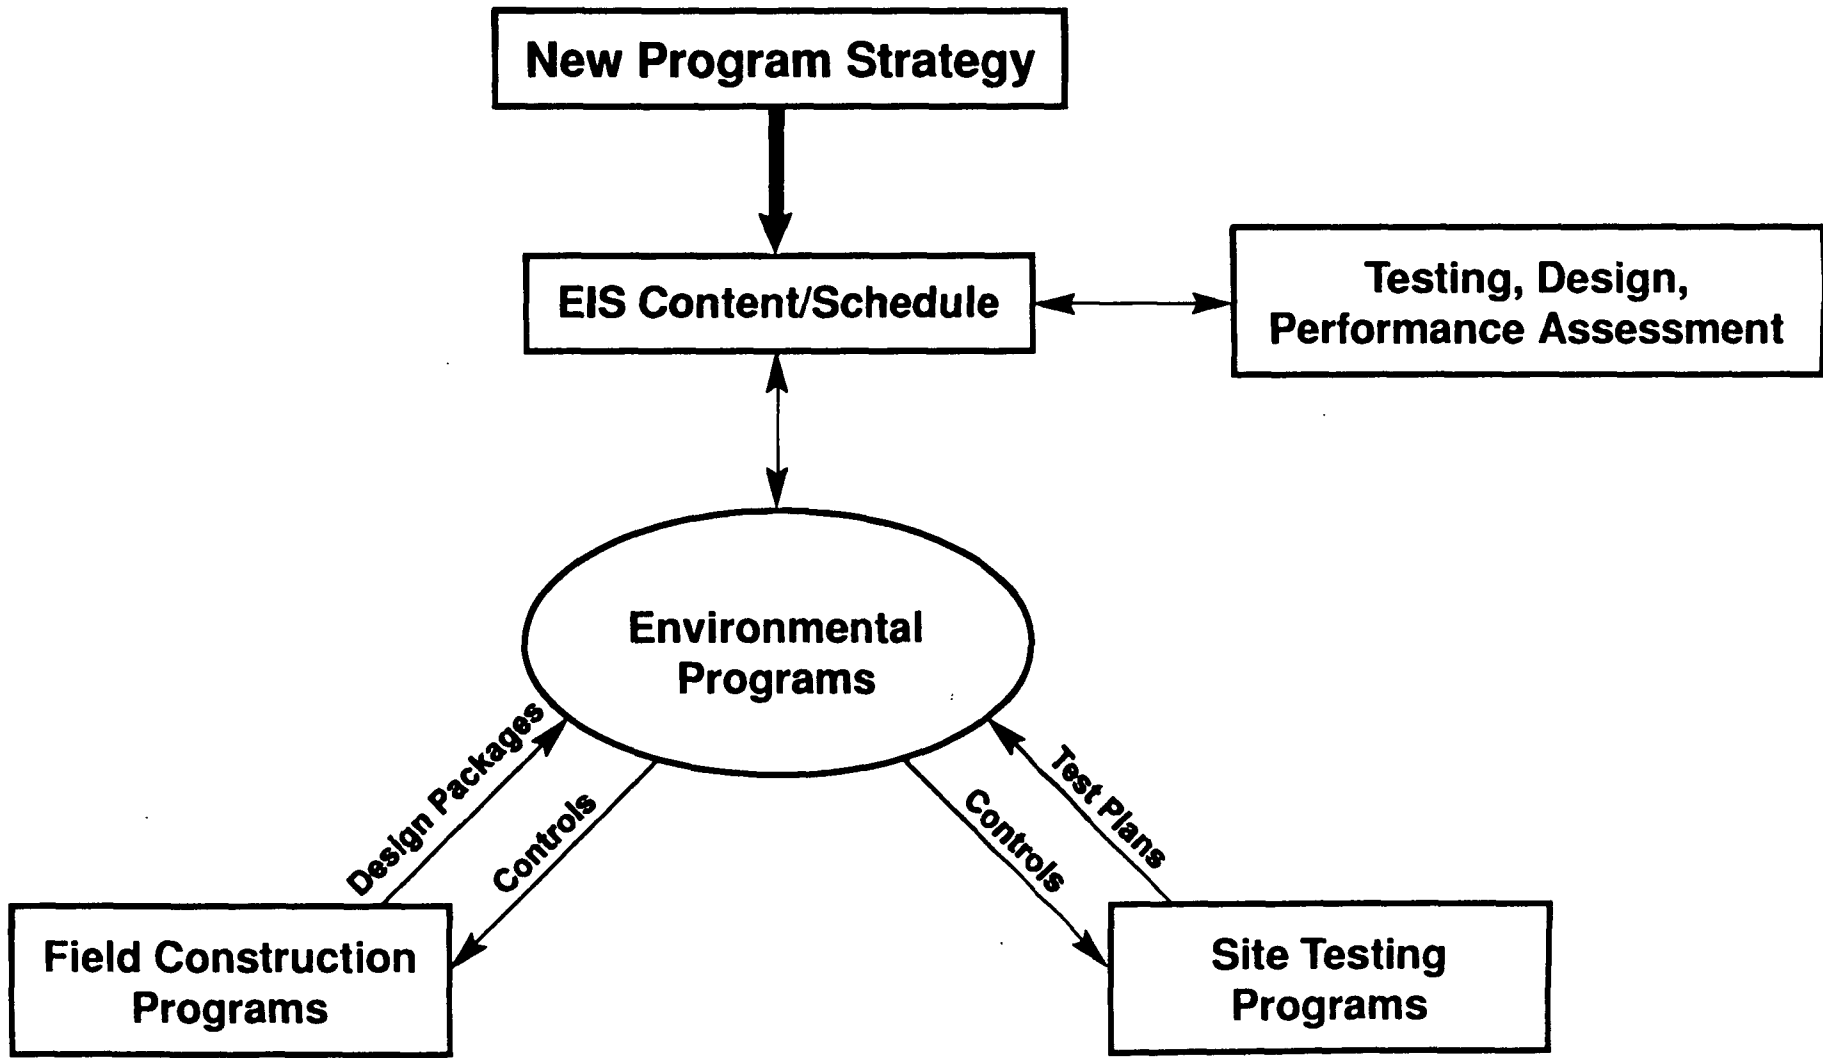 New Program Strategy
EIS Content/Schedule
Testing, Design,
Performance Assessment
Environmental
Programs
Design Packages
Controls
Controls
Test Plans
Field Construction
Programs
Site Testing
Programs